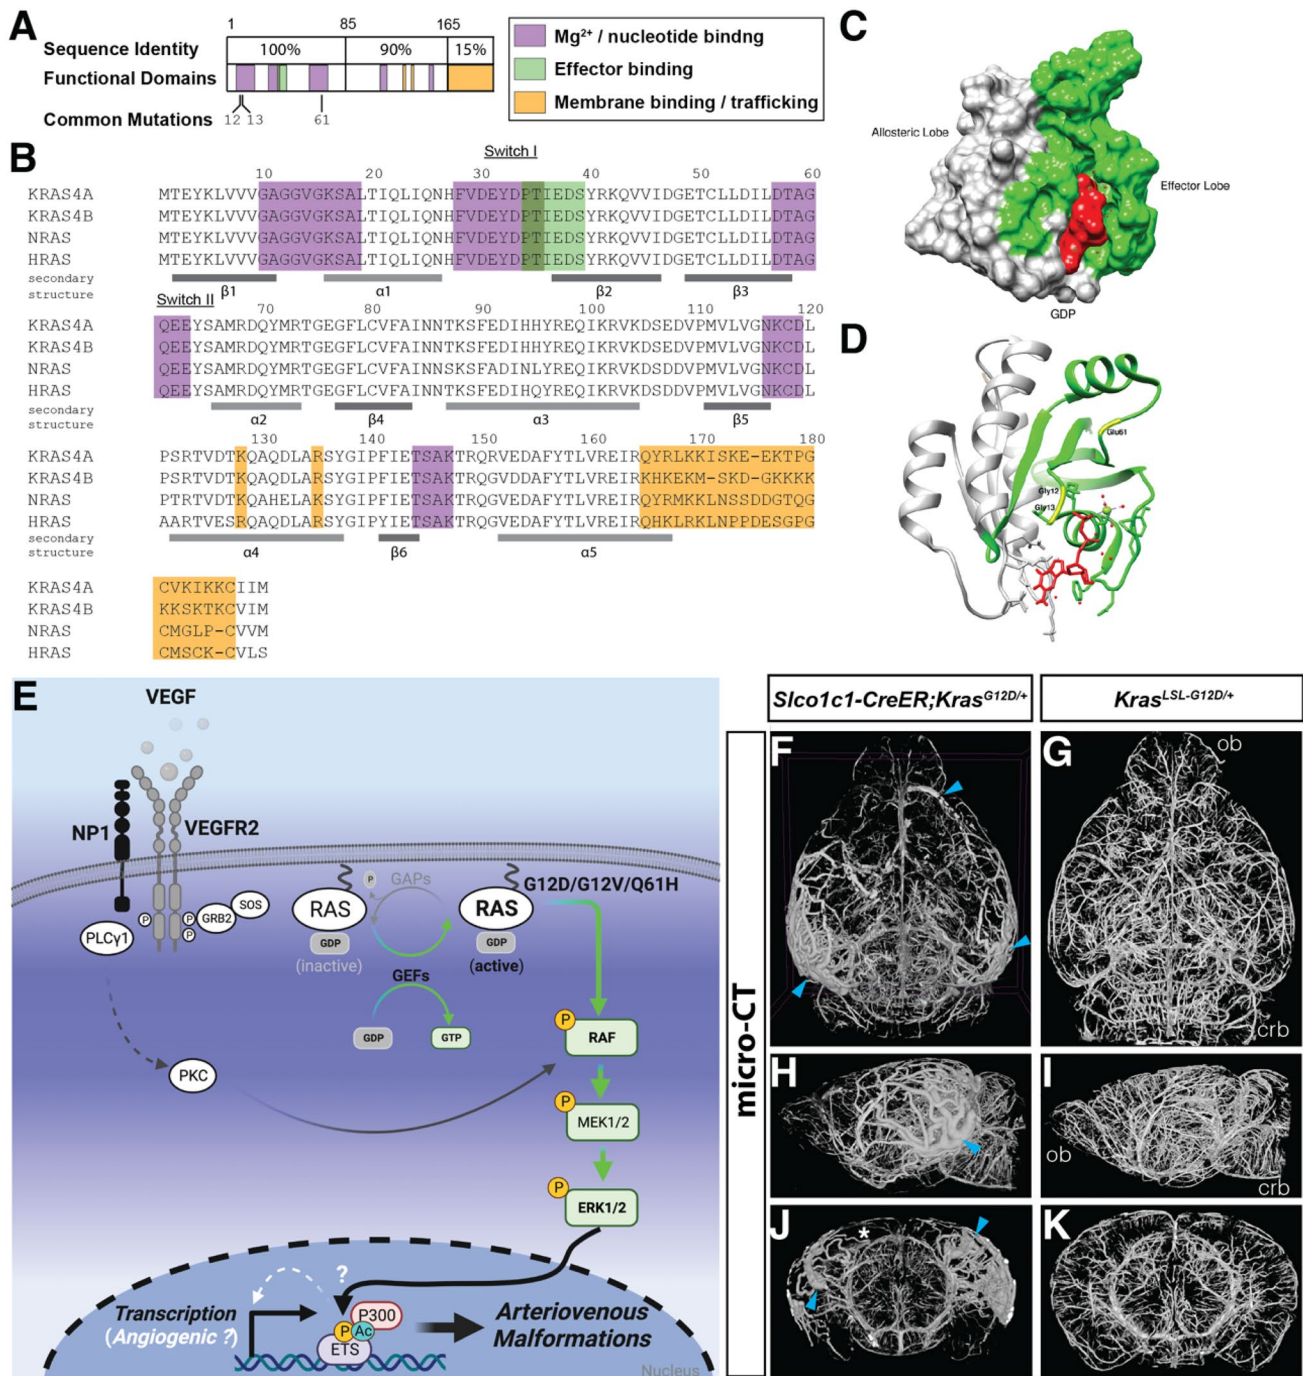 A
1 85 165
Sequence Identity 100% 90% 15%
Functional Domains
Common Mutations 12 13 61
Mg2+ / nucleotide bindng
Effector binding
Membrane binding / trafficking
B
Switch I
10 20 30 40 50 60
KRAS4A MTEYKLVVVGAGGVGKSALTIQLIQNHFVDEYDPTIEDSYRKQVVIDGETCLLDILDTAG
KRAS4B MTEYKLVVVGAGGVGKSALTIQLIQNHFVDEYDPTIEDSYRKQVVIDGETCLLDILDTAG
NRAS MTEYKLVVVGAGGVGKSALTIQLIQNHFVDEYDPTIEDSYRKQVVIDGETCLLDILDTAG
HRAS MTEYKLVVVGAGGVGKSALTIQLIQNHFVDEYDPTIEDSYRKQVVIDGETCLLDILDTAG
secondary
structure β1 α1 β2 β3
Switch II
70 80 90 100 110 120
KRAS4A QEEYSAMRDQYMRTGEGFLCVFAINNTKSFEDIHHYREQIKRVKDSEDVPMVLVGNKCDL
KRAS4B QEEYSAMRDQYMRTGEGFLCVFAINNTKSFEDIHHYREQIKRVKDSEDVPMVLVGNKCDL
NRAS QEEYSAMRDQYMRTGEGFLCVFAINNSKSFADINLYREQIKRVKDSDDVPMVLVGNKCDL
HRAS QEEYSAMRDQYMRTGEGFLCVFAINNTKSFEDIHQYREQIKRVKDSDDVPMVLVGNKCDL
secondary
structure α2 β4 α3 β5
130 140 150 160 170 180
KRAS4A PSRTVDTKQAQDLARSYGIPFIETSAKTRQRVEDAFYTLVREIRQYRLKKISKE-EKTPG
KRAS4B PSRTVDTKQAQDLARSYGIPFIETSAKTRQGVDDAFYTLVREIRKHKEKM-SKD-GKKKK
NRAS PTRTVDTKQAHELAKSYGIPFIETSAKTRQGVEDAFYTLVREIRQYRMKKLNSSDDGTQG
HRAS AARTVESRQAQDLARSYGIPYIETSAKTRQGVEDAFYTLVREIRQHKLRKLNPPDESGPG
secondary
structure α4 β6 α5
KRAS4A CVKIKKCIIM
KRAS4B KKSKTKCVIM
NRAS CMGLP-CVVM
HRAS CMSCK-CVLS
C
Allosteric Lobe
Effector Lobe
GDP
D
Glu61
Gly12
Gly13
E
VEGF
NP1
VEGFR2
G12D/G12V/Q61H
P
GAPs
RAS
RAS
GDP
GDP
(inactive)
(active)
SOS
GRB2
P
P
P
PLCγ1
GEFs
GDP
GTP
P
RAF
PKC
P
MEK1/2
P
ERK1/2
?
Transcription
(Angiogenic ?)
P300
P
Ac
ETS
Arteriovenous
Malformations
Nucleus
Slco1c1-CreER;KrasG12D/+
KrasLSL-G12D/+
micro-CT
F
G
ob
crb
H
I
ob
crb
J
*
K